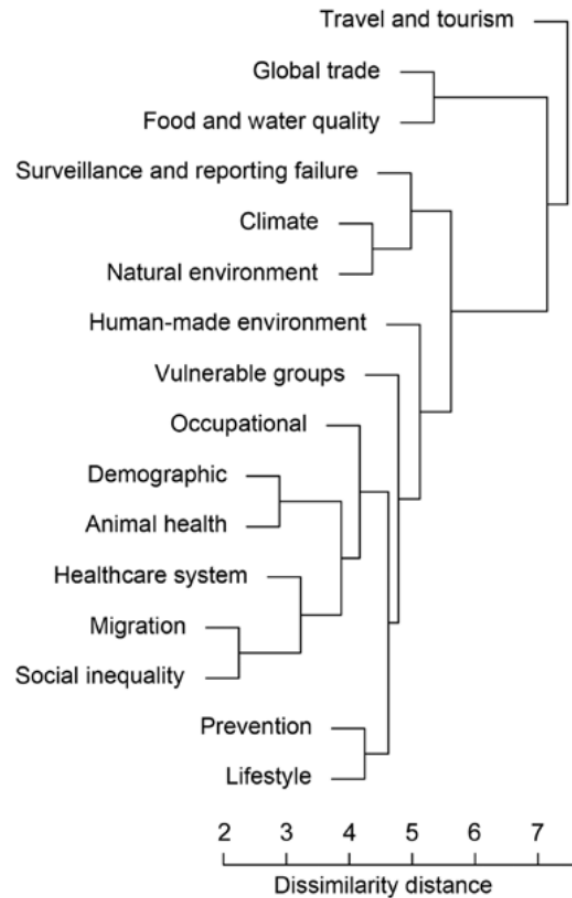 Travel and tourism
Global trade
Food and water quality
Surveillance and reporting failure
Climate
Natural environment
Human-made environment
Vulnerable groups
Occupational
Demographic
Animal health
Healthcare system
Migration
Social inequality
Prevention
Lifestyle
2 3 4 5 6 7
Dissimilarity distance